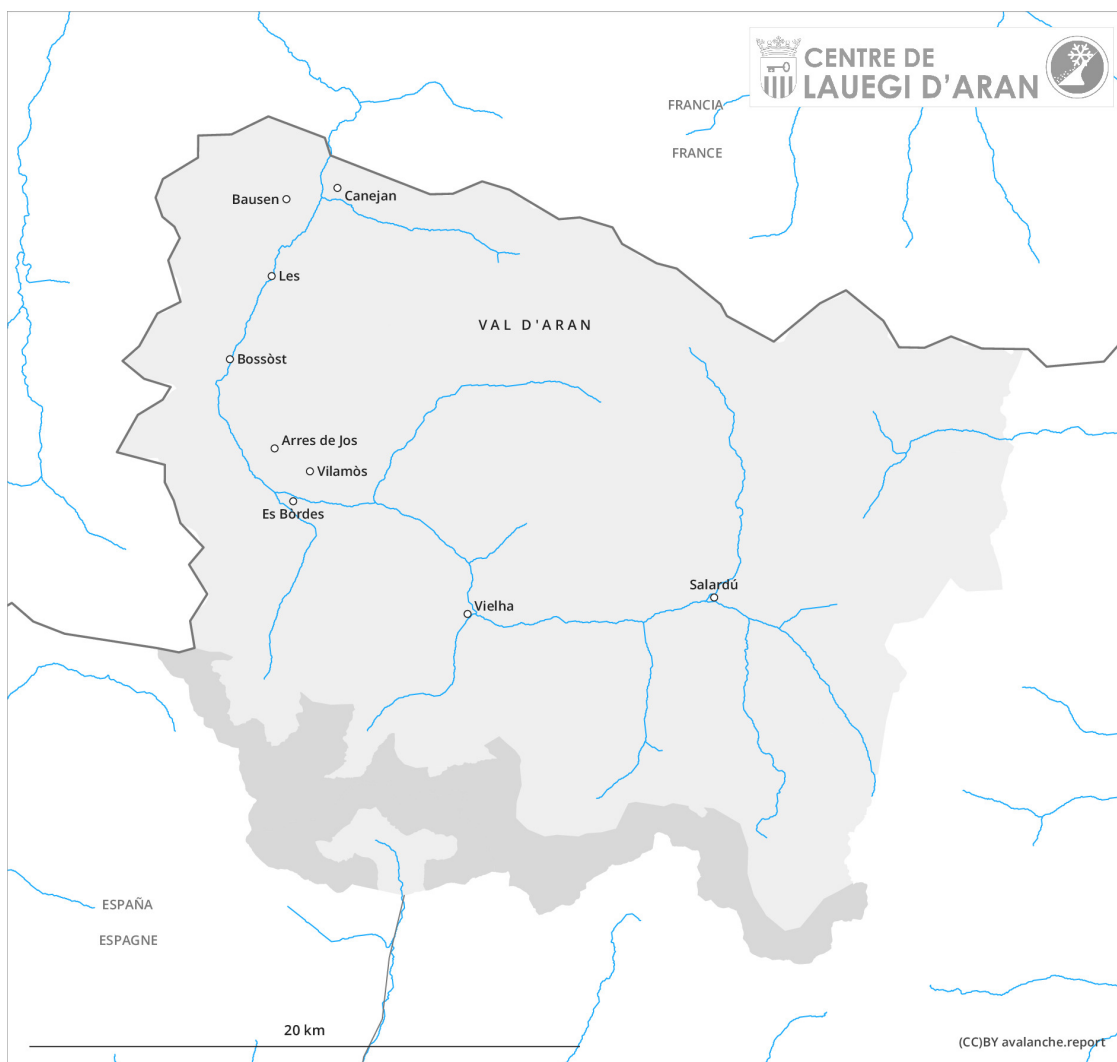 CENTRE DE
LAUEGI D'ARAN
FRANCIA
FRANCE
Canejan
Bausen
Les
VAL D'ARAN
Bossòst
Arres de Jos
Vilamòs
Es Bòrdes
Salardú
Vielha
ESPAÑA
ESPAGNE
20 km
(CC)BY avalanche.report